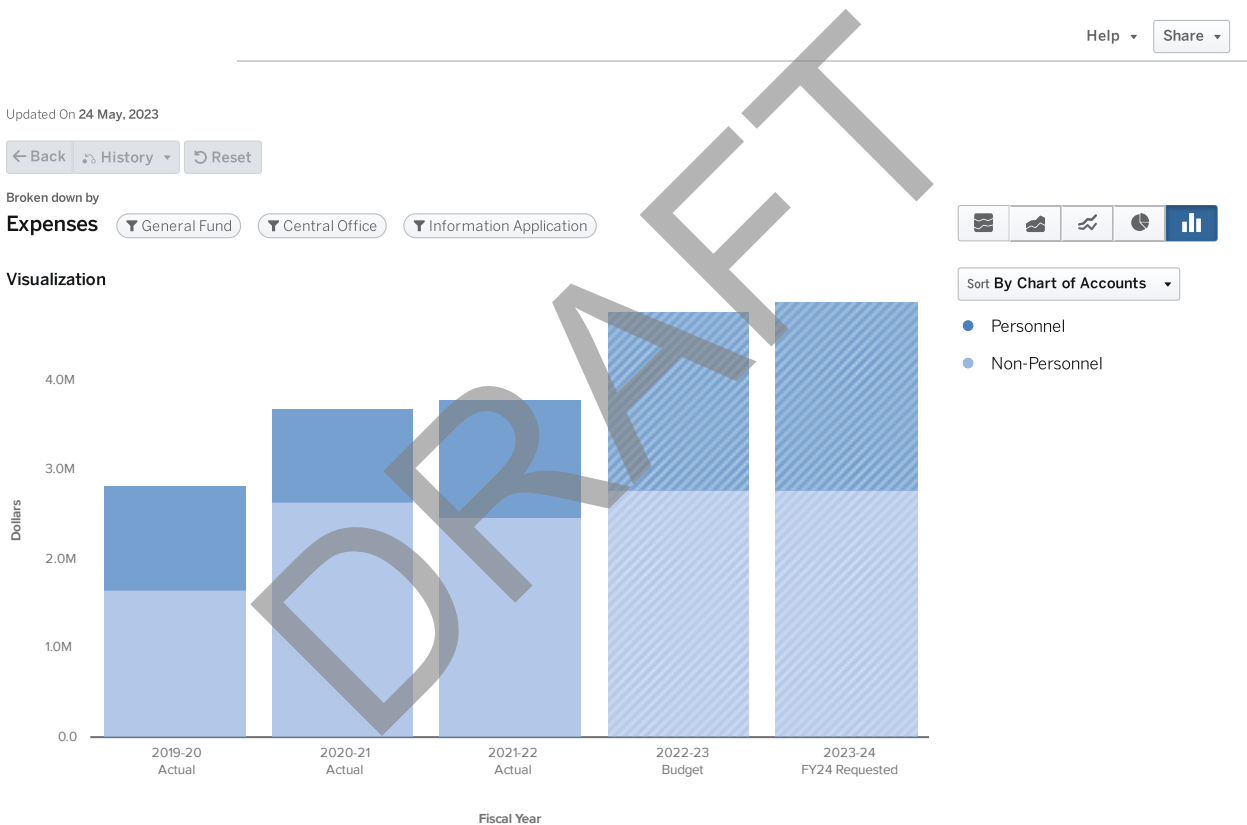 Help
Share
Updated On 24 May, 2023
Back
History
Reset
Broken down by
Expenses
General Fund
Central Office
Information Application
Visualization
Sort By Chart of Accounts
Personnel
Non-Personnel
4.0M
3.0M
2.0M
1.0M
0.0
Dollars
2019-20
Actual
2020-21
Actual
2021-22
Actual
2022-23
Budget
2023-24
FY24 Requested
Fiscal Year
DRAFT